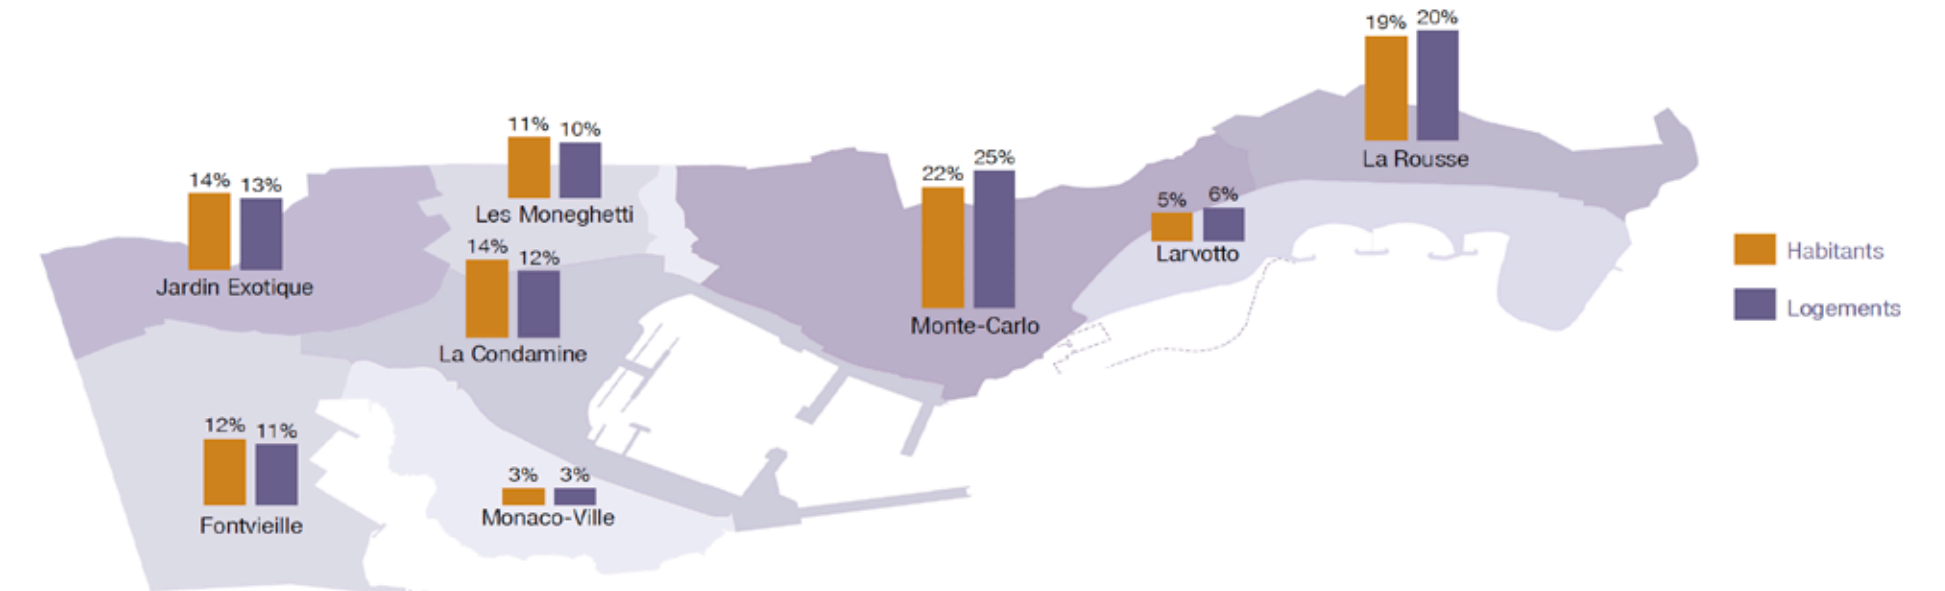 19% 20%
La Rousse
11% 10%
Les Moneghetti
22% 25%
Monte-Carlo
14% 13%
Jardin Exotique
5% 6%
Larvotto
14% 12%
La Condamine
Habitants
Logements
12% 11%
Fontvieille
3% 3%
Monaco-Ville